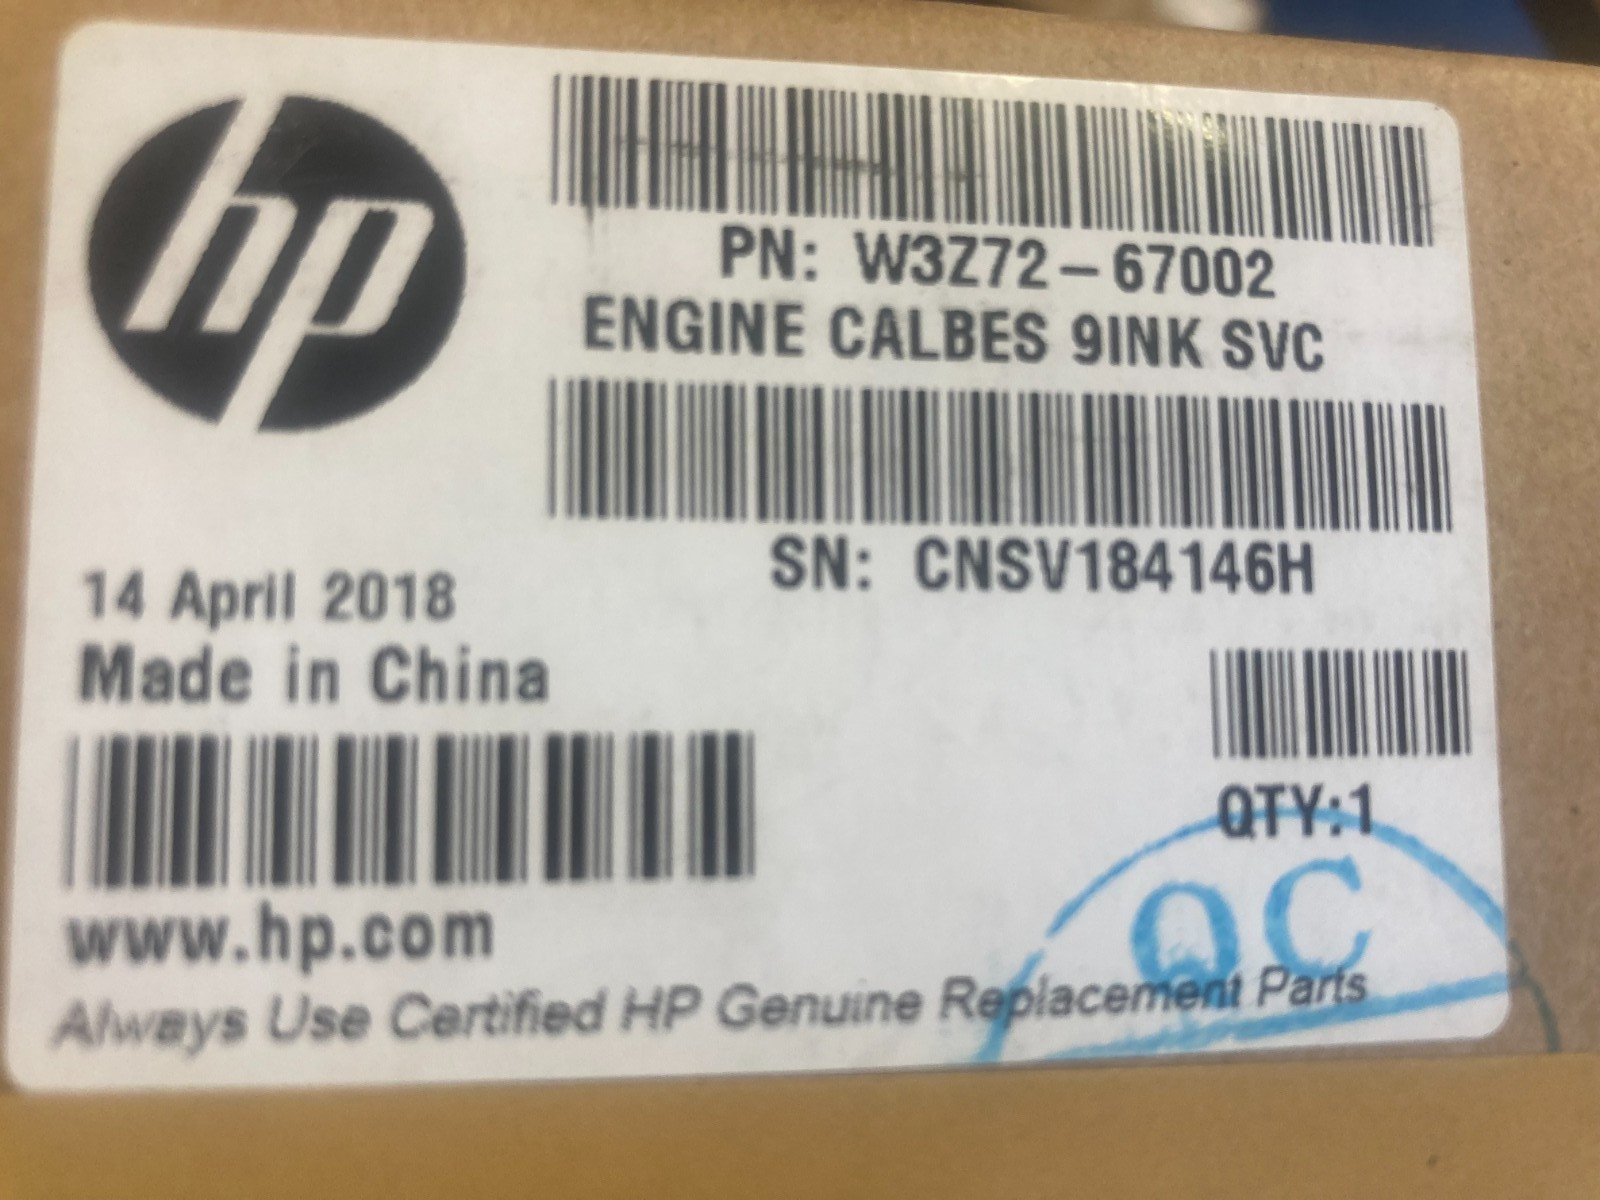 hp
PN: W3Z72-67002
ENGINE CALBES 9INK SVC
SN: CNSV184146H
14 April 2018
Made in China
QTY:1
QC
www.hp.com
Always Use Certified HP Genuine Replacement Parts